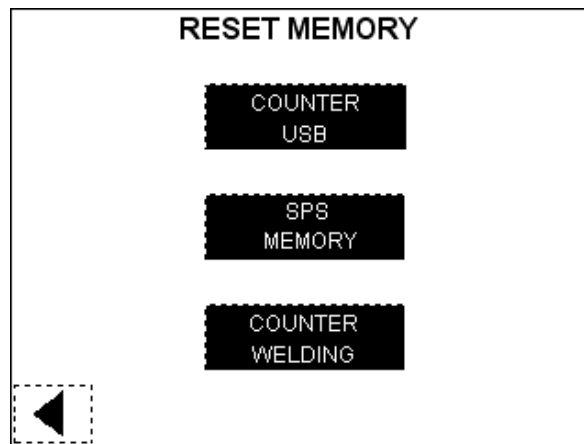 RESET MEMORY
COUNTER
USB
SPS
MEMORY
COUNTER
WELDING